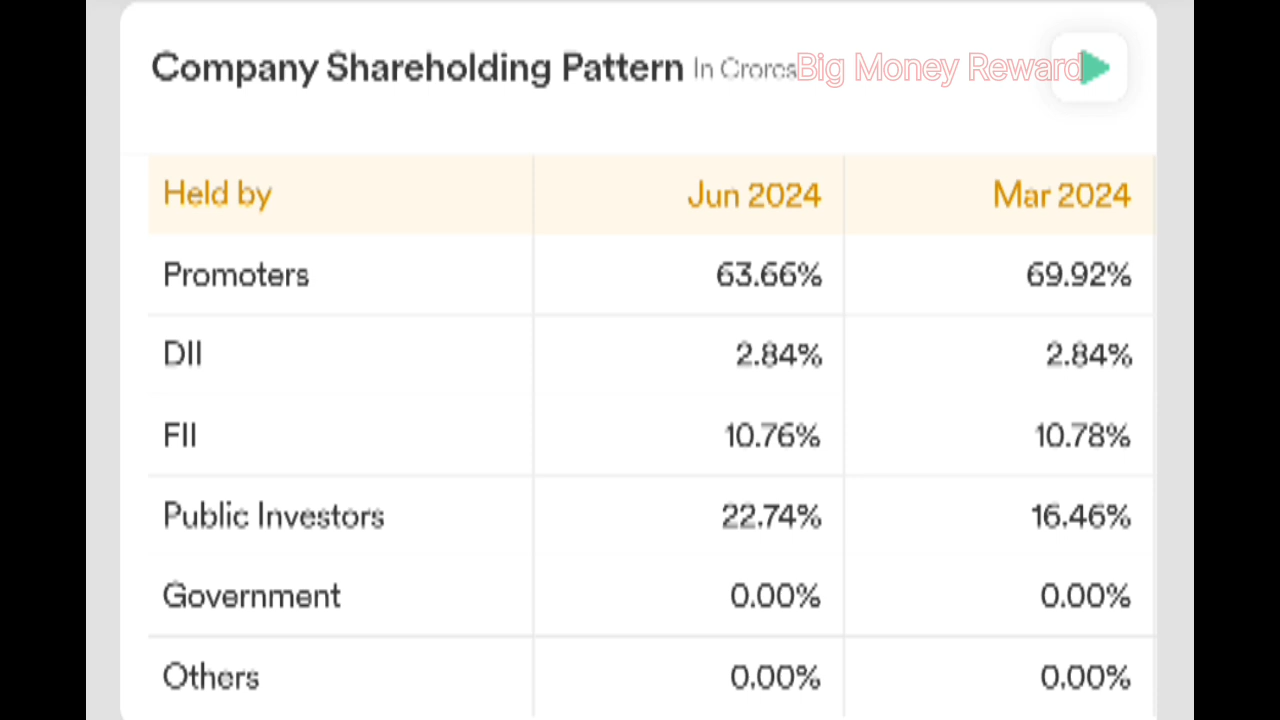 Company Shareholding Pattern In Crores Big Money Reward
Held by Jun 2024 Mar 2024
Promoters 63.66% 69.92%
DII 2.84% 2.84%
FII 10.76% 10.78%
Public Investors 22.74% 16.46%
Government 0.00% 0.00%
Others 0.00% 0.00%